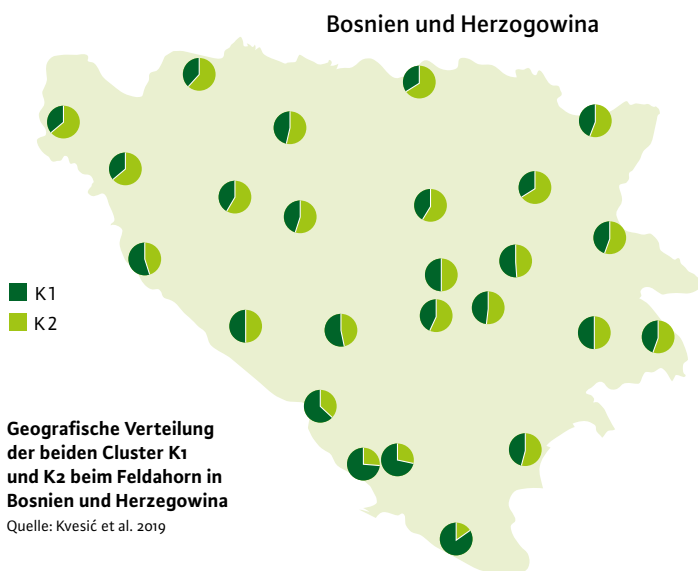 Bosnien und Herzogowina
K1
K2
Geografische Verteilung
der beiden Cluster K1
und K2 beim Feldahorn in
Bosnien und Herzegowina
Quelle: Kvesić et al. 2019